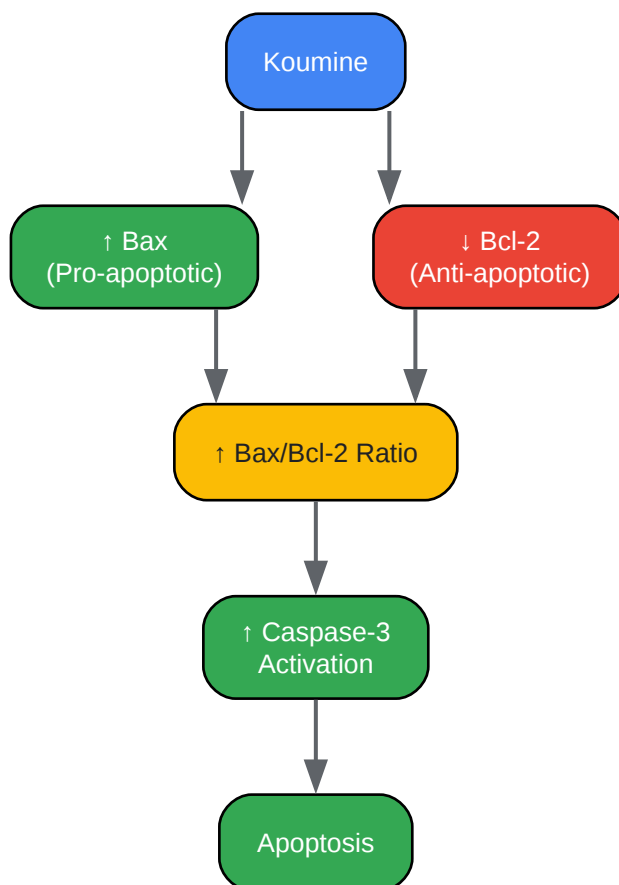 Koumine
↑ Bax
(Pro-apoptotic)
↓ Bcl-2
(Anti-apoptotic)
↑ Bax/Bcl-2 Ratio
↑ Caspase-3
Activation
Apoptosis